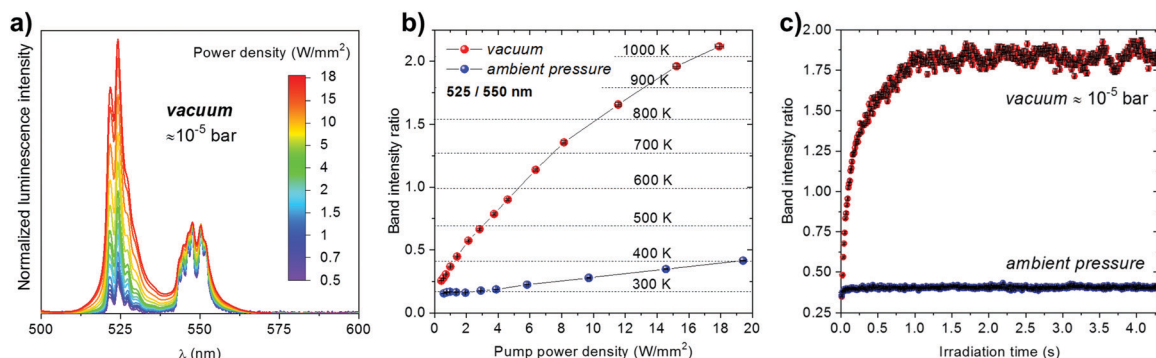 a)
Normalized luminescence intensity
Power density (W/mm²)
vacuum
≈10⁻⁵ bar
18
15
12
10
8
6
4
2
1.5
1.2
0.9
0.7
0.5
500
525
550
575
600
λ (nm)
b)
Band intensity ratio
2.0
1.5
1.0
0.5
0.0
vacuum
ambient pressure
525 / 550 nm
1000 K
900 K
800 K
700 K
600 K
500 K
400 K
300 K
0 2 4 6 8 10 12 14 16 18 20
Pump power density (W/mm²)
c)
Band intensity ratio
2.00
1.75
1.50
1.25
1.00
0.75
0.50
0.25
vacuum ≈ 10⁻⁵ bar
ambient pressure
0.0 0.5 1.0 1.5 2.0 2.5 3.0 3.5 4.0
Irradiation time (s)